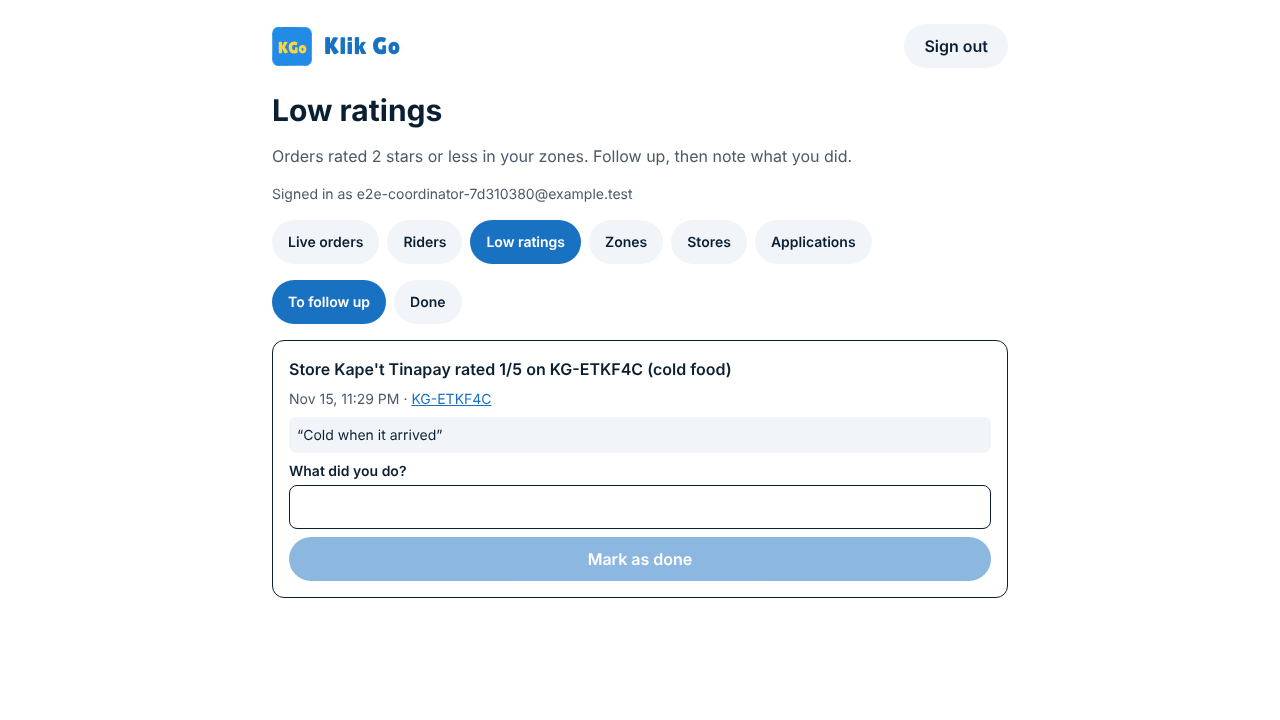 KGo
Klik Go
Sign out
Low ratings
Orders rated 2 stars or less in your zones. Follow up, then note what you did.
Signed in as e2e-coordinator-7d310380@example.test
Live orders
Riders
Low ratings
Zones
Stores
Applications
To follow up
Done
Store Kape't Tinapay rated 1/5 on KG-ETKF4C (cold food)
Nov 15, 11:29 PM · KG-ETKF4C
“Cold when it arrived”
What did you do?
Mark as done